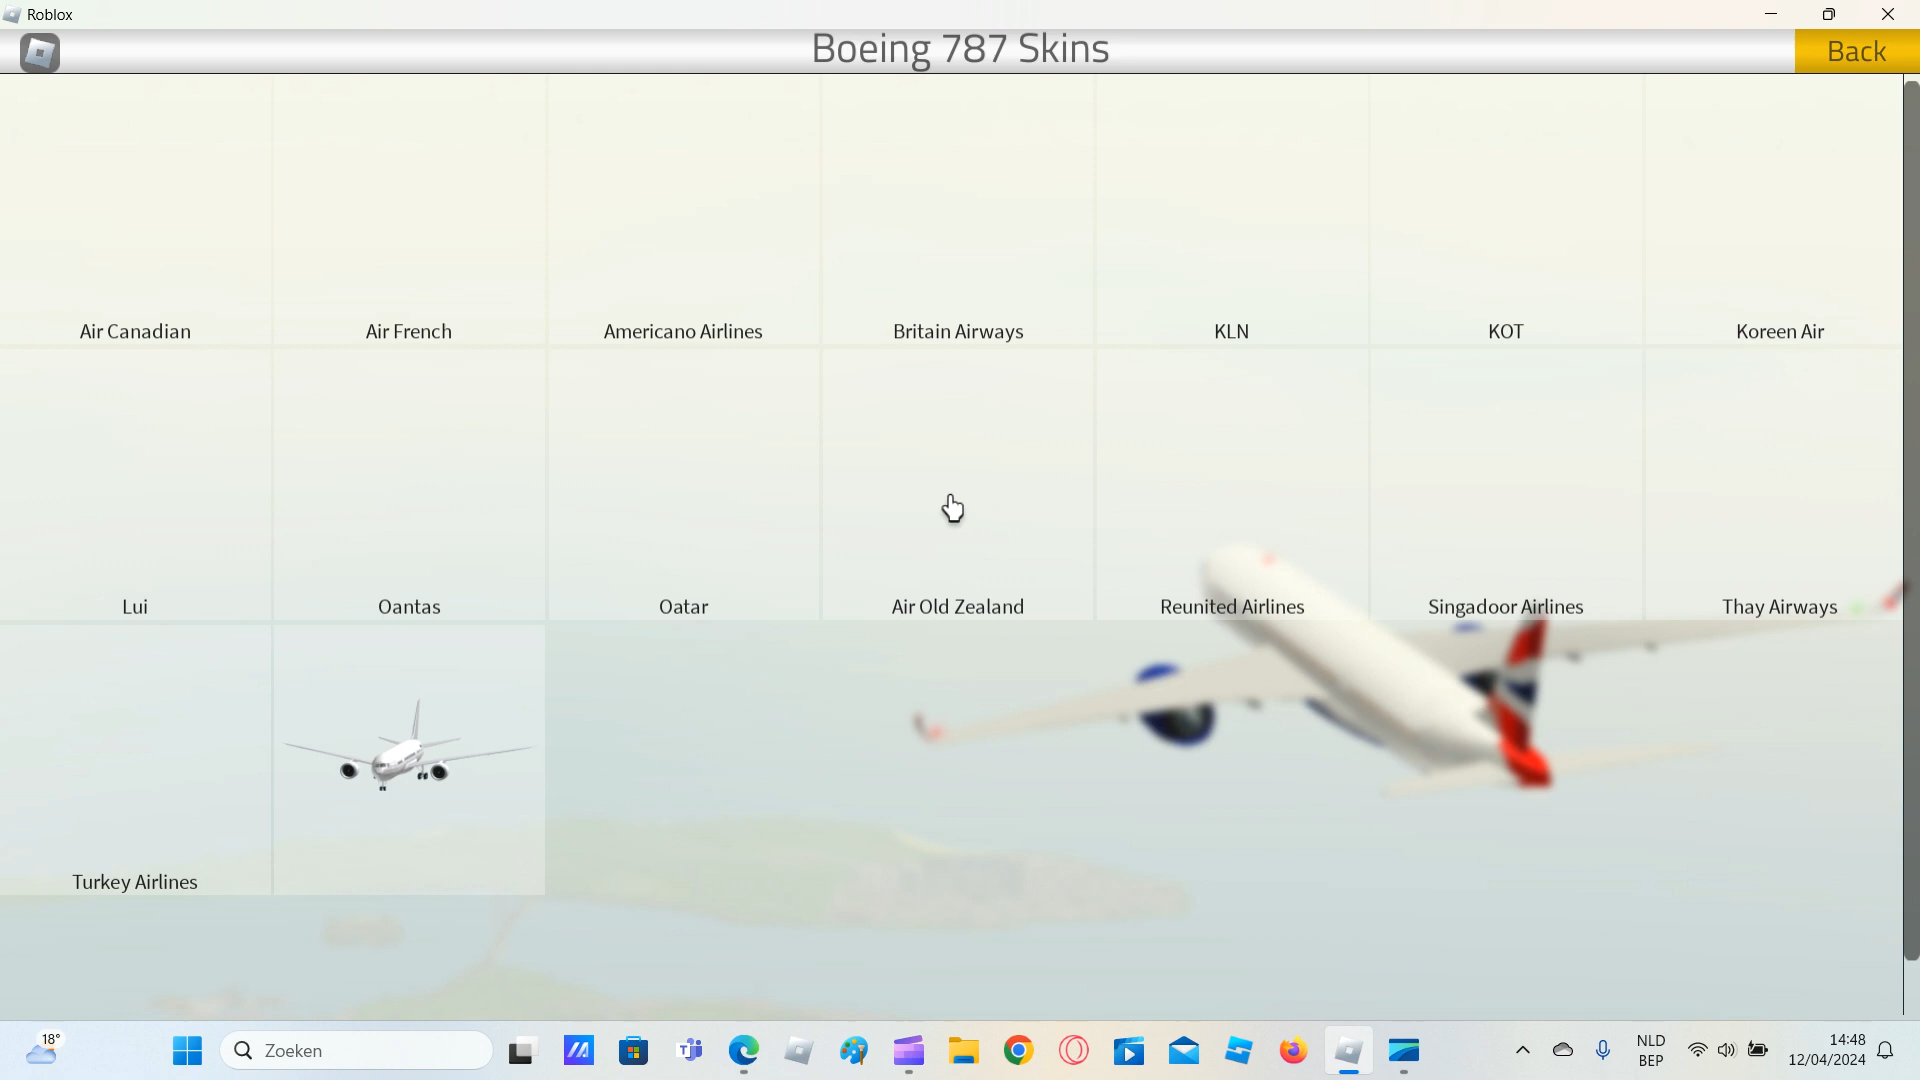 Roblox
Boeing 787 Skins
Back
Air Canadian
Air French
Americano Airlines
Britain Airways
KLN
KOT
Koreen Air
Lui
Oantas
Oatar
Air Old Zealand
Reunited Airlines
Singadoor Airlines
Thay Airways
Turkey Airlines
18°
Zoeken
NLD
BEP
14:48
12/04/2024